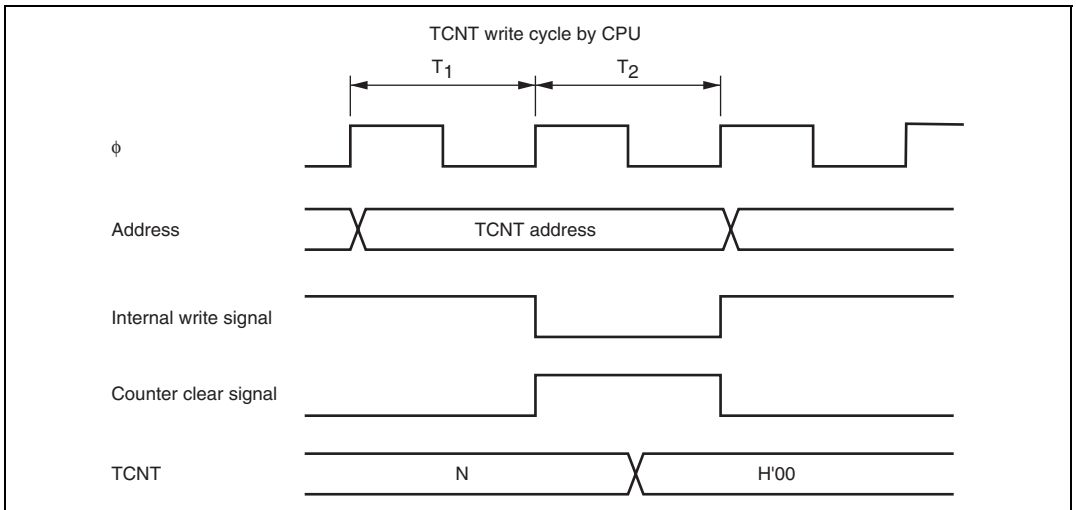 TCNT write cycle by CPU
T1 T2
φ
Address TCNT address
Internal write signal
Counter clear signal
TCNT N H'00